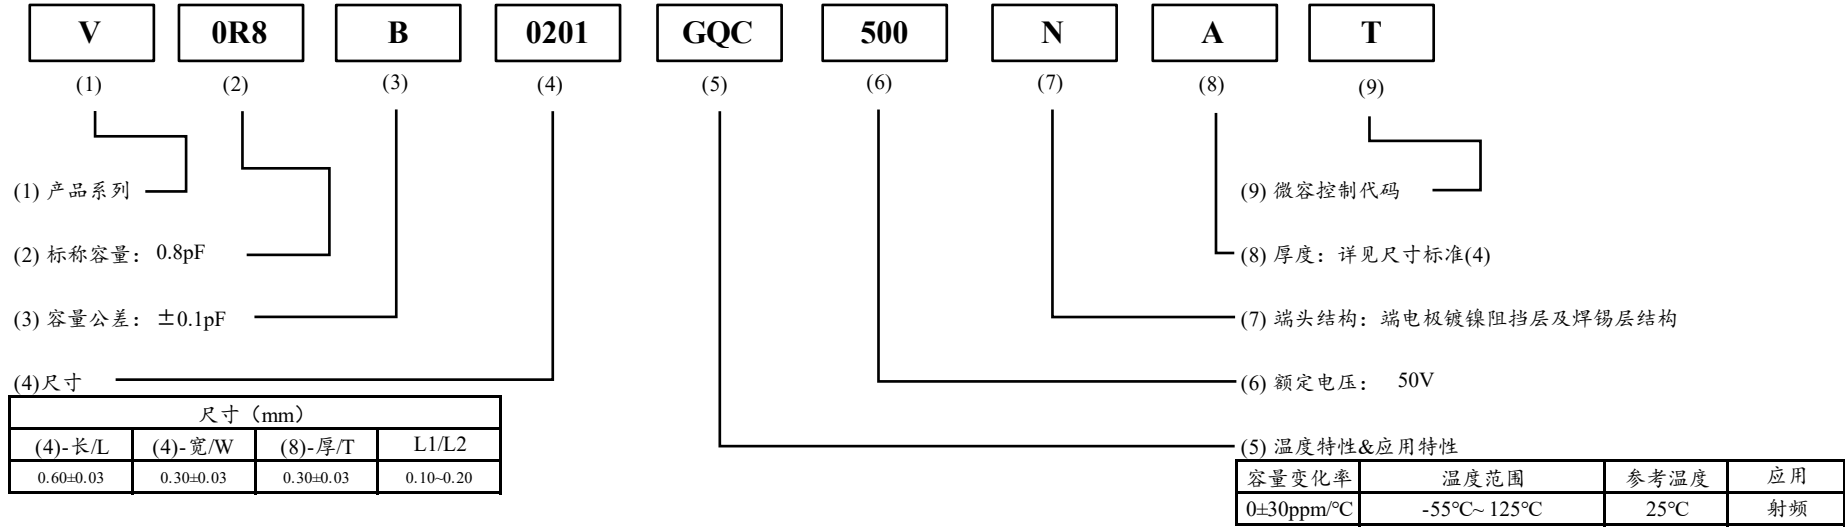 V 0R8 B 0201 GQC 500 N A T
(1) (2) (3) (4) (5) (6) (7) (8) (9)
(1) 产品系列
(9) 微容控制代码
(2) 标称容量： 0.8pF
(8) 厚度：详见尺寸标准(4)
(3) 容量公差： ±0.1pF
(7) 端头结构：端电极镀镍阻挡层及焊锡层结构
(4)尺寸
(6) 额定电压： 50V
尺寸（mm）
(4)-长/L (4)-宽/W (8)-厚/T L1/L2
0.60±0.03 0.30±0.03 0.30±0.03 0.10~0.20
(5) 温度特性&应用特性
容量变化率 温度范围 参考温度 应用
0±30ppm/℃ -55℃~ 125℃ 25℃ 射频